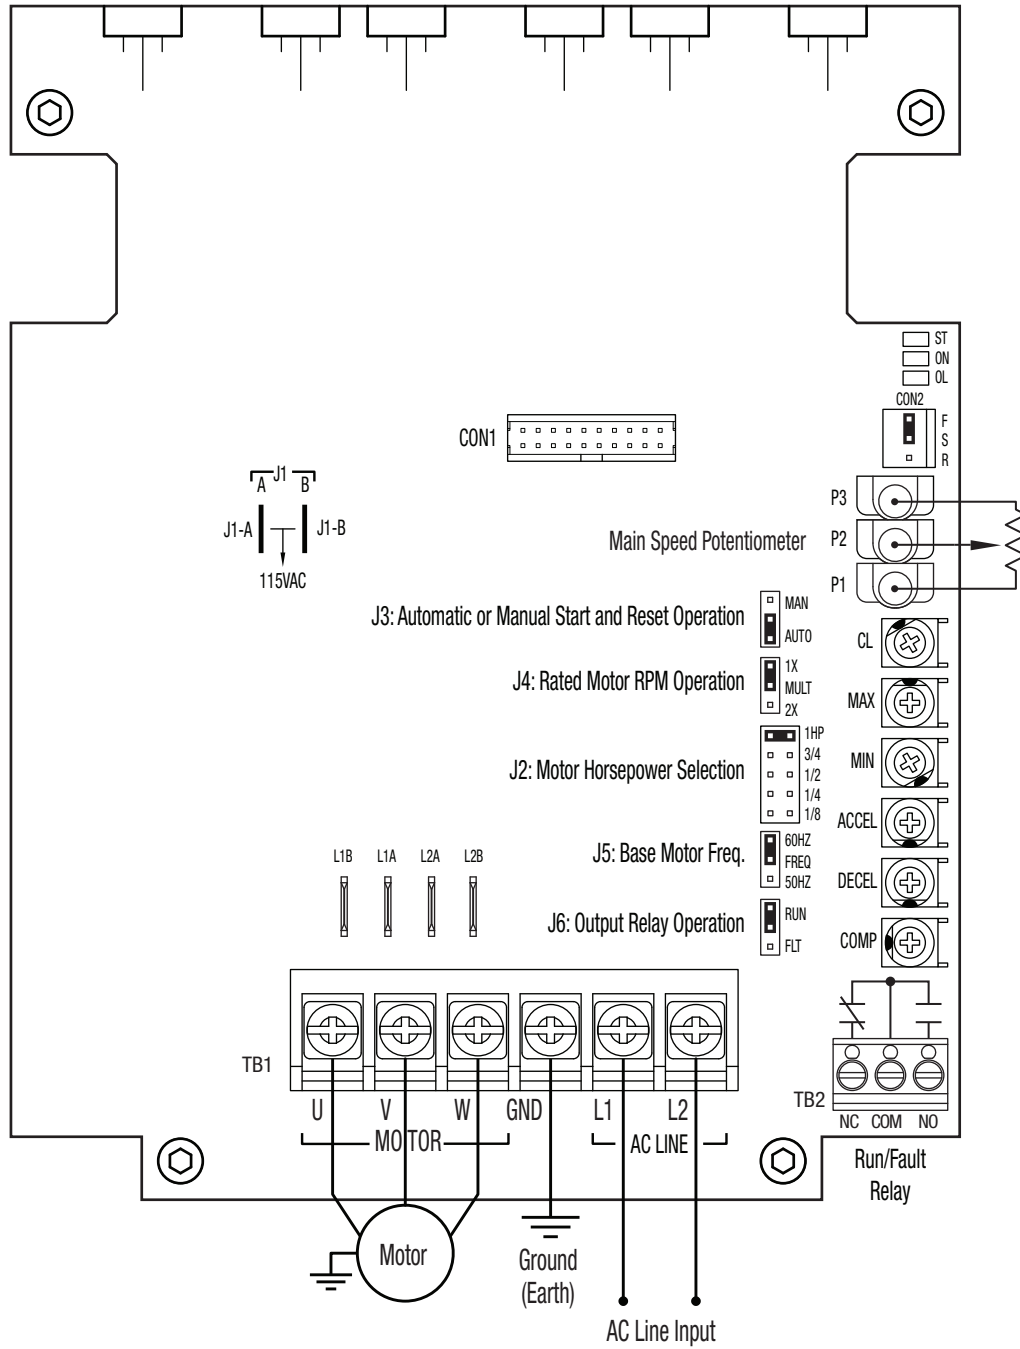 ST
ON
OL
CON2
F
S
R
CON1
J1
A B
J1-A J1-B
115VAC
P3
Main Speed Potentiometer P2
P1
J3: Automatic or Manual Start and Reset Operation
MAN
AUTO
CL
J4: Rated Motor RPM Operation
1X
MULT
2X
MAX
J2: Motor Horsepower Selection
1HP
3/4
1/2
1/4
1/8
MIN
ACCEL
J5: Base Motor Freq.
60HZ
FREQ
50HZ
DECEL
L1B L1A L2A L2B
J6: Output Relay Operation
RUN
FLT
COMP
TB1
U V W GND L1 L2
MOTOR AC LINE
TB2
NC COM NO
Run/Fault
Relay
Motor
Ground
(Earth)
AC Line Input